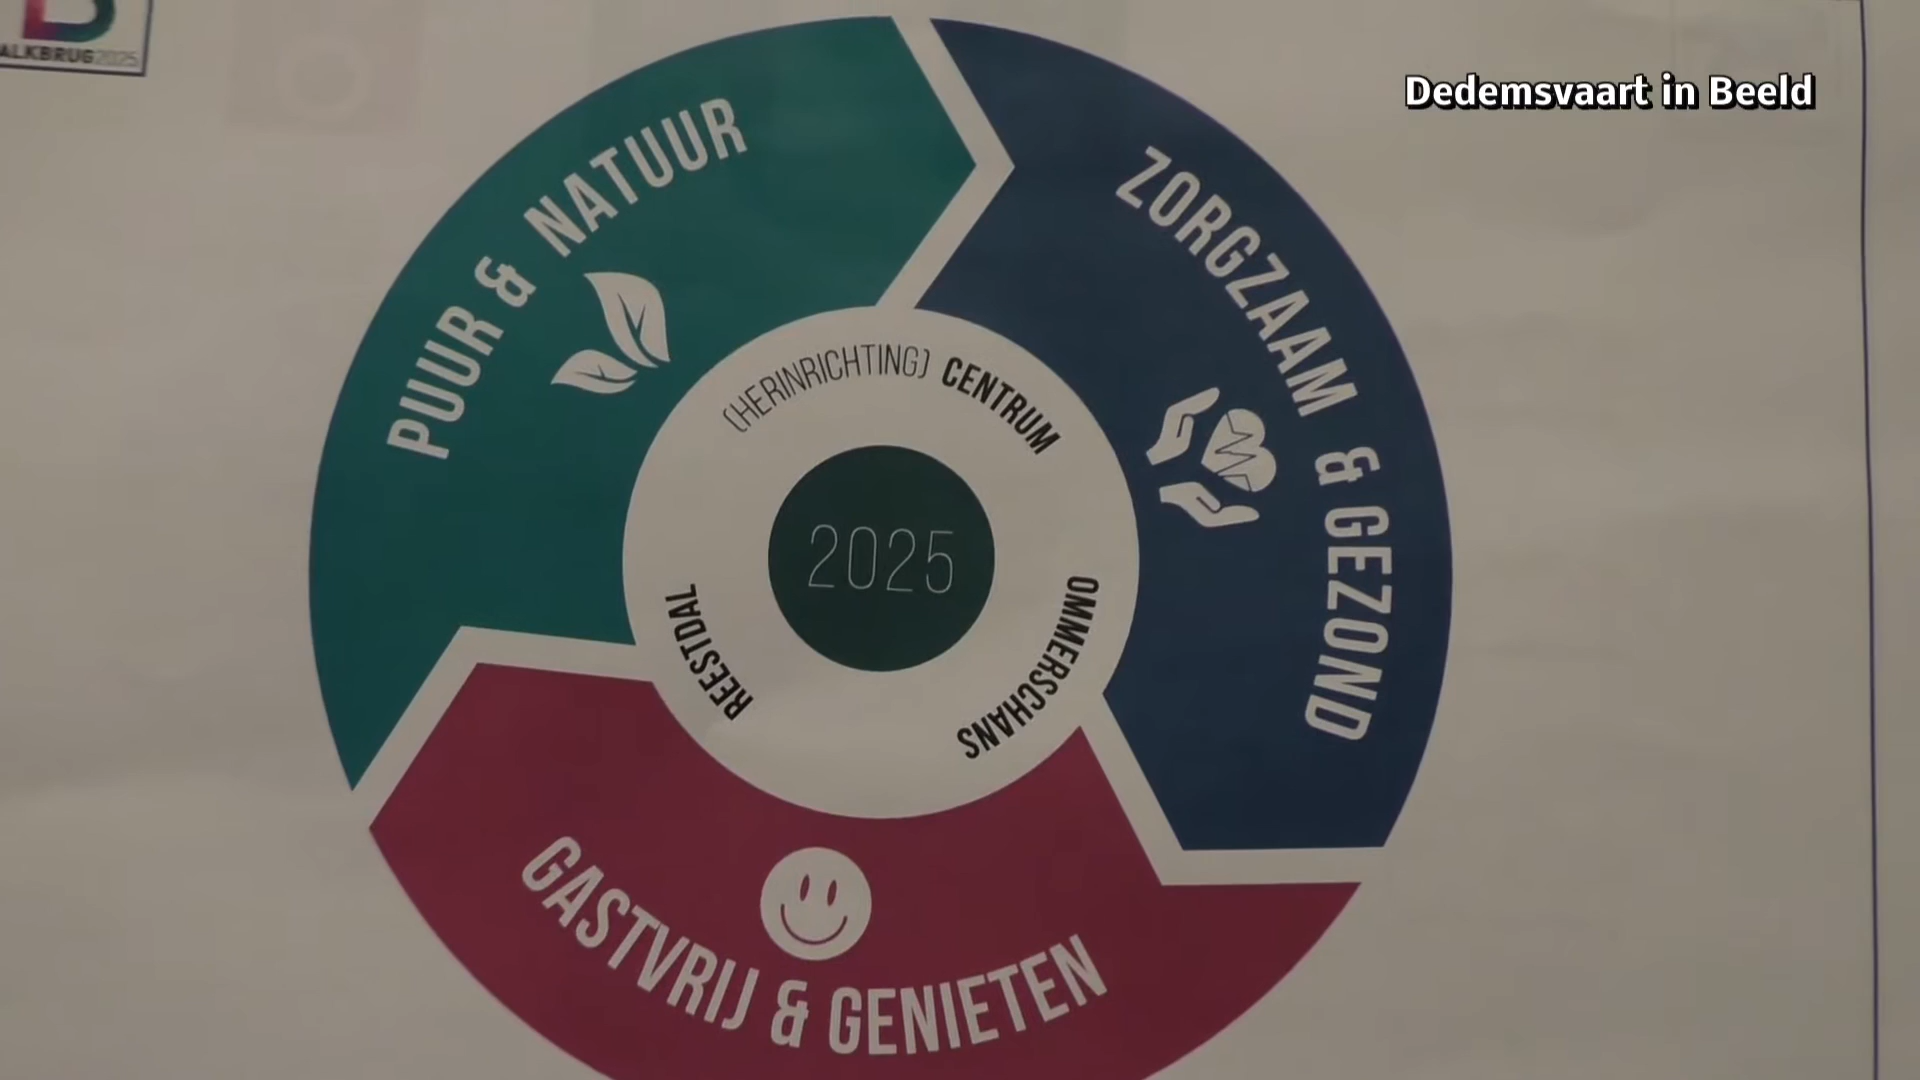 ALKBRUG2025
Dedemsvaart in Beeld
PUUR & NATUUR
ZORGZAAM & GEZOND
(HERINRICHTING) CENTRUM
2025
REESTDAL
OMMERSCHANS
GASTVRIJ & GENIETEN